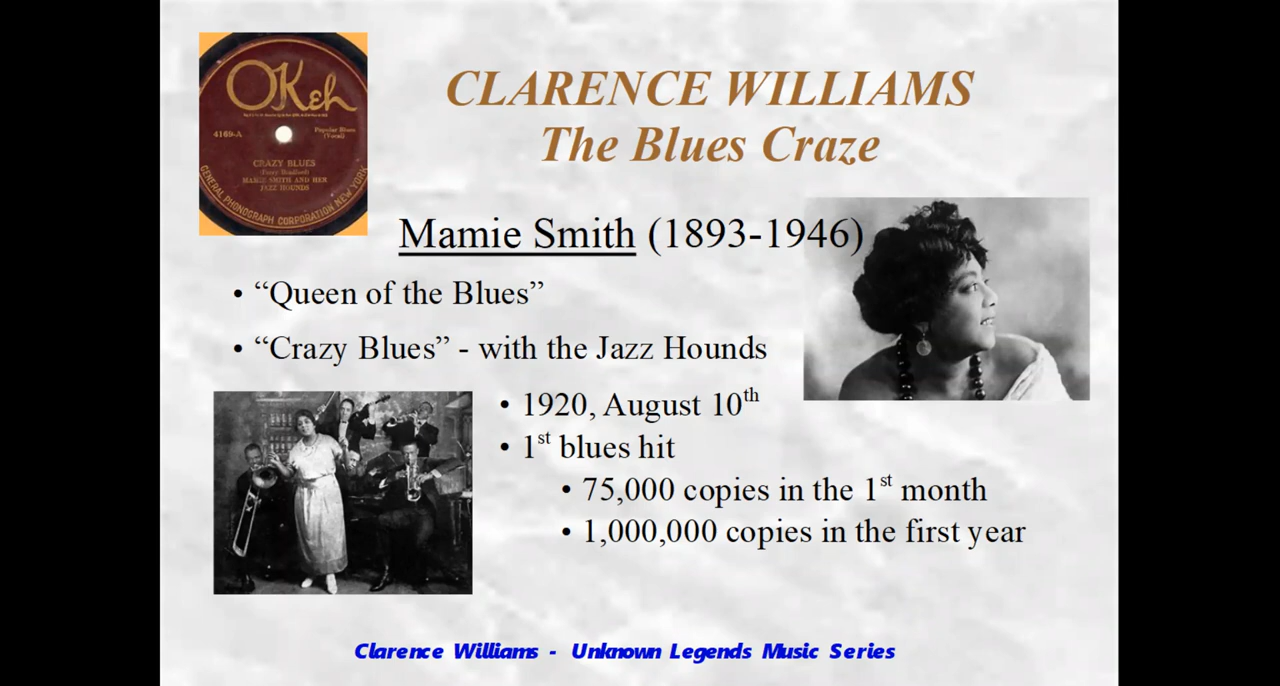 OKeh
4169-A
Popular Blues
(Vocal)
CRAZY BLUES
(Perry Bradford)
MAMIE SMITH AND HER
JAZZ HOUNDS
GENERAL PHONOGRAPH CORPORATION NEW YORK
CLARENCE WILLIAMS
The Blues Craze
Mamie Smith (1893-1946)
• “Queen of the Blues”
• “Crazy Blues” - with the Jazz Hounds
• 1920, August 10th
• 1st blues hit
• 75,000 copies in the 1st month
• 1,000,000 copies in the first year
Clarence Williams - Unknown Legends Music Series